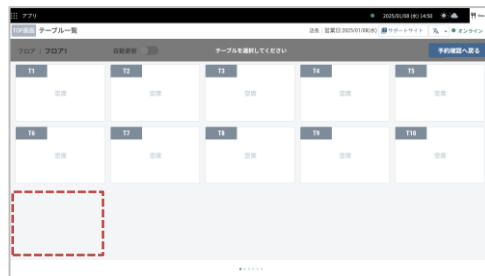 アプリ 2025/01/08 (水) 14:50
TOP画面 テーブル一覧 店名: 営業日:2025/01/08(水) サポートサイト オンライン
フロア | フロア1 自動更新 テーブルを選択してください 予約確認へ戻る
T1 T2 T3 T4 T5
空席 空席 空席 空席 空席
T6 T7 T8 T9 T10
空席 空席 空席 空席 空席